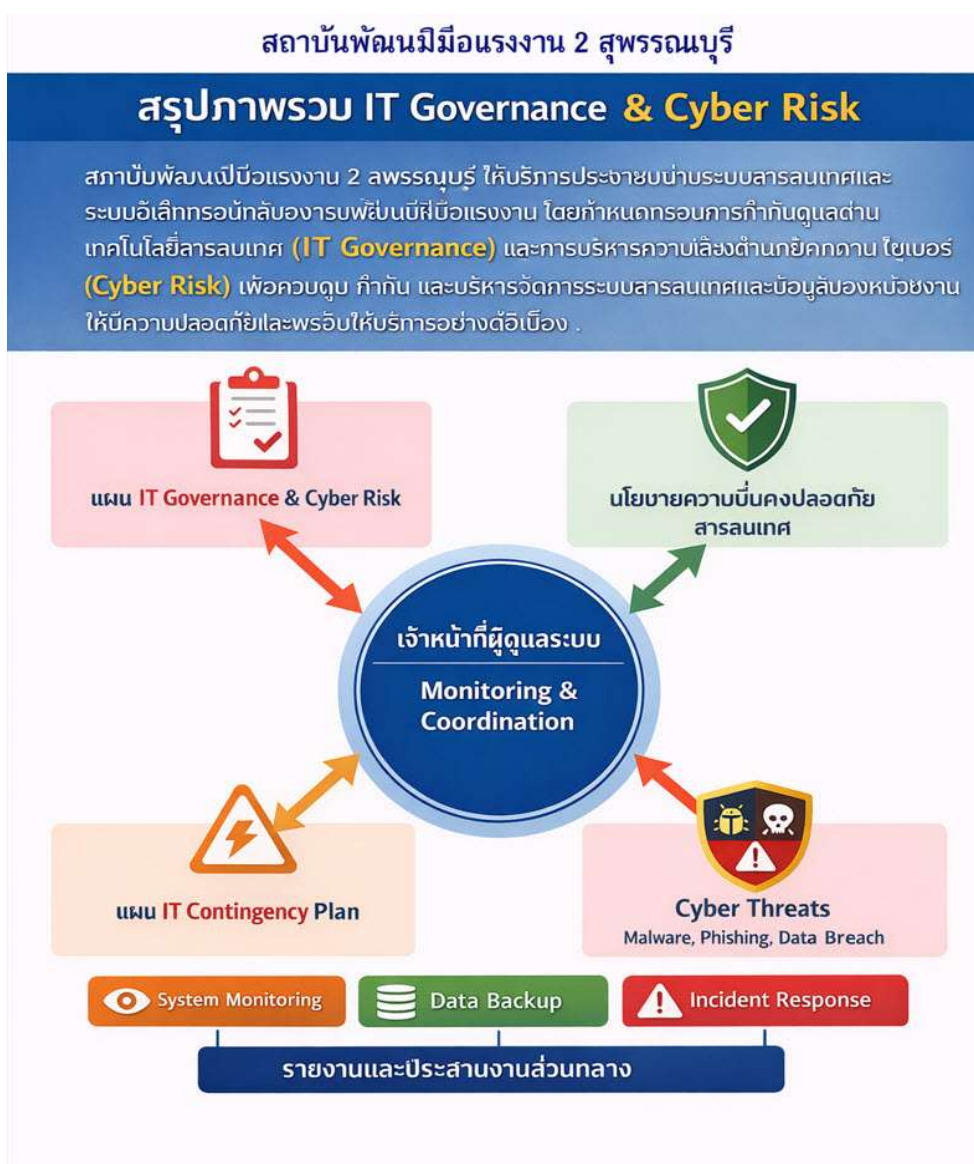 สถาบันพัฒนมิมือแรงงาน 2 สุพรรณบุรี
สรุปภาพรวบ IT Governance & Cyber Risk
สภาบับพัฒนเปีบีอแรงงาน 2 ลพรรณุบรุ์ ให้บริการประงาชบน่าบระบบสารลนเทศและ
ระบบอัเล็กทรอน้ทลับองารบพชีบนบีห์บือแรงงาน โดยกำหนดทรอนการกำกันดูแลด่าน
เทคโนโลยี่สารลบเทศ (IT Governance) และการบริหารความเล้องด้านกยัคกดาน ไซูเบอร์
(Cyber Risk) เพ้อควบดูบ กำกัน และบริหารจัดการระบบสารลนเทศและบ้อนูลับองหน่วัชงาน
ให้นีความปลอดกัยและพรอับให้บริการอย่างต้อิเบื่อง .
แผน IT Governance & Cyber Risk
นโยบายความบี่นคงปลอดภัย
สารลนเทศ
เจ้าหน้าที่ผู้ดูแลระบบ
Monitoring &
Coordination
แผน IT Contingency Plan
Cyber Threats
Malware, Phishing, Data Breach
System Monitoring
Data Backup
Incident Response
รายงานและประสานงานส่วนทลาง